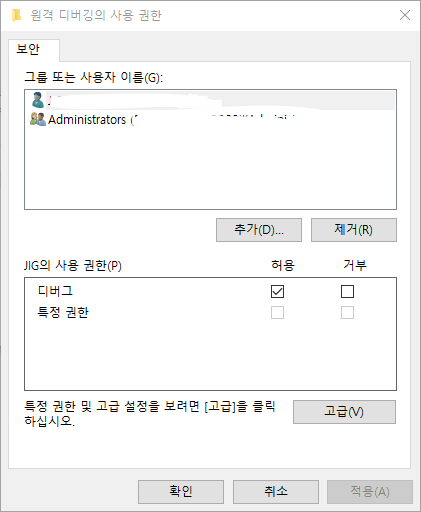 원격 디버깅의 사용 권한
보안
그룹 또는 사용자 이름(G):
Administrators (
추가(D)...
제거(R)
JIG의 사용 권한(P)
허용
거부
디버그
특정 권한
특정 권한 및 고급 설정을 보려면 [고급]을 클릭
하십시오.
고급(V)
확인
취소
적용(A)